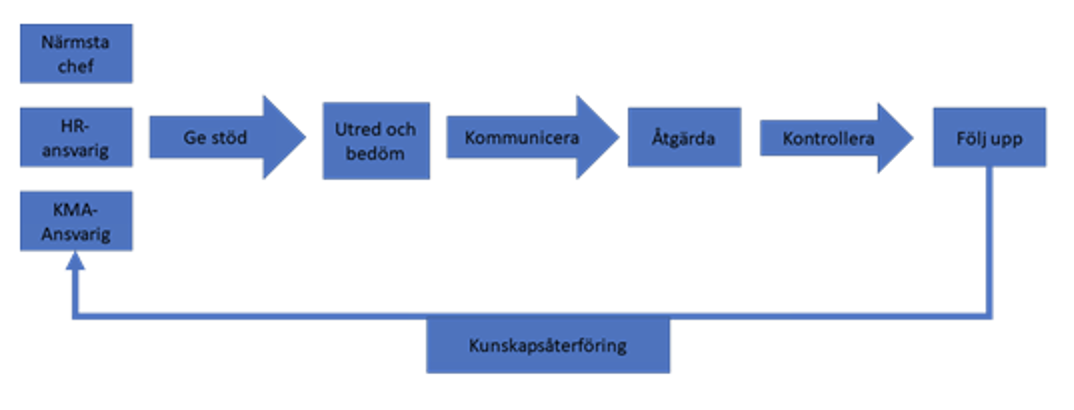 Närmsta
chef
HR-
ansvarig
KMA-
Ansvarig
Ge stöd
Utred och
bedöm
Kommunicera
Åtgärda
Kontrollera
Följ upp
Kunskapsåterföring